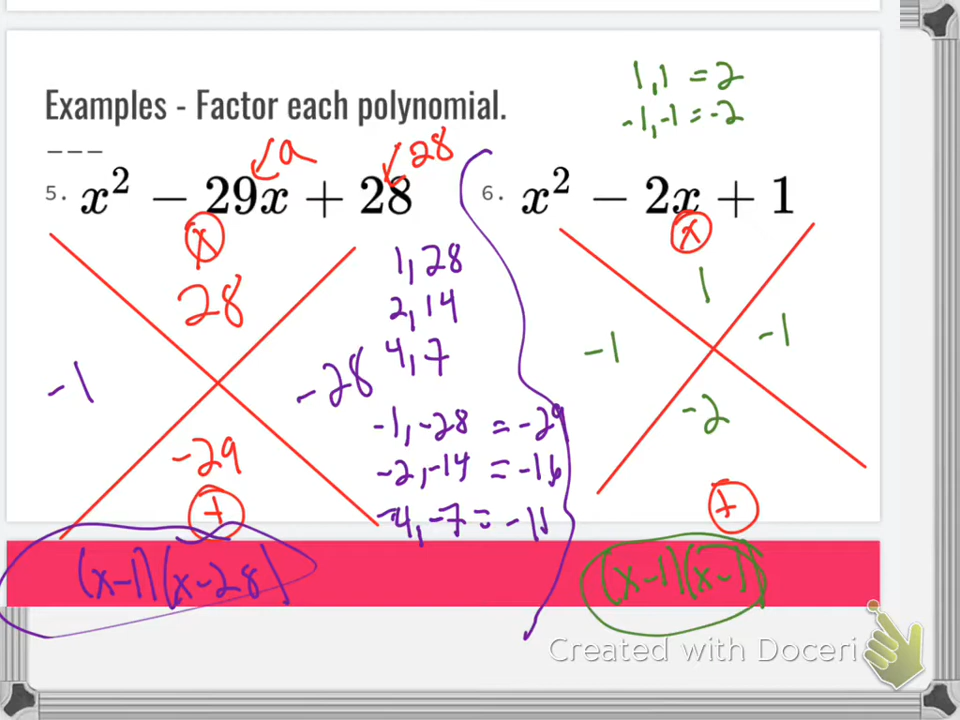 Examples - Factor each polynomial.
5. x² − 29x + 28
a
28
x
28
-1
-28
-29
+
1, 28
2, 14
4, 7
-1, -28 = -29
-2, -14 = -16
-4, -7 = -11
(x-1)(x-28)
1, 1 = 2
-1, -1 = -2
6. x² − 2x + 1
x
1
-1
-1
-2
+
(x-1)(x-1)
Created with Doceri